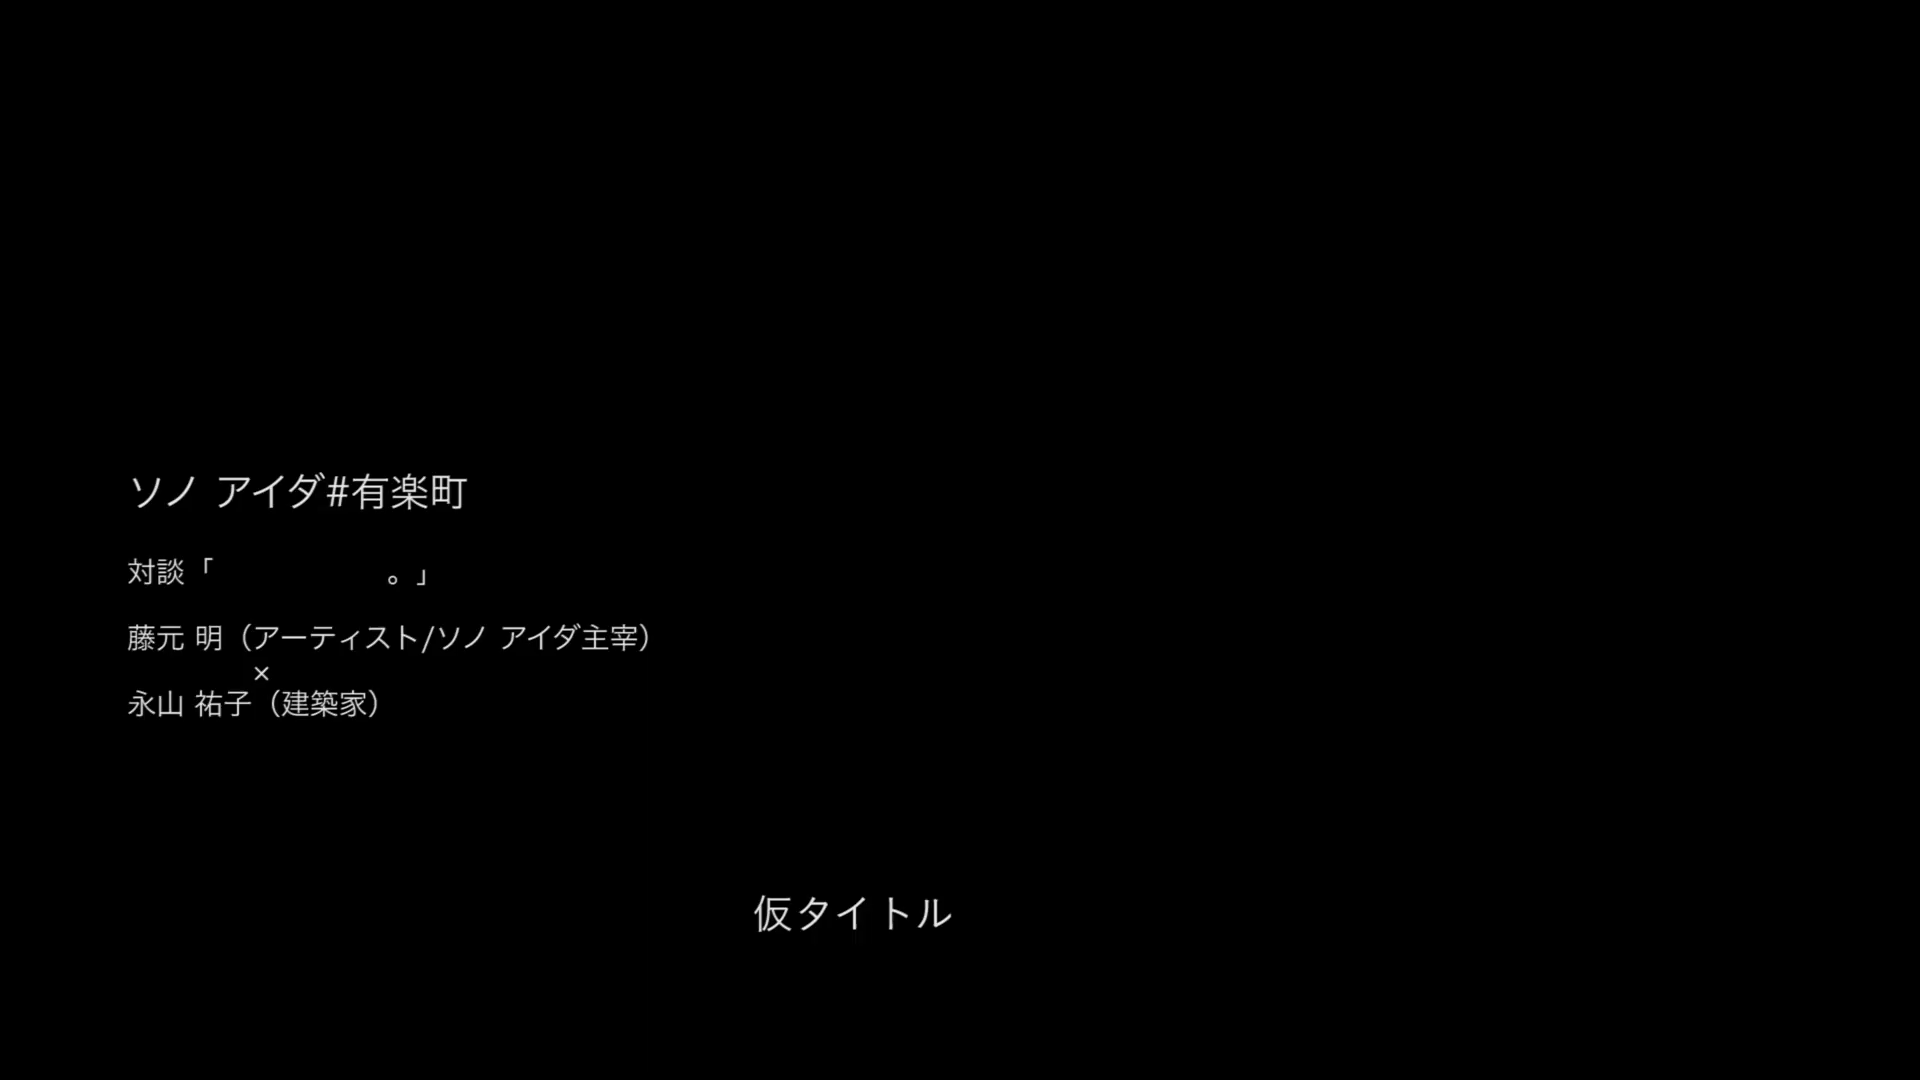 ソノ アイダ#有楽町
対談「　　　　　　。」
藤元 明（アーティスト/ソノ アイダ主宰）
×
永山 祐子（建築家）
仮タイトル